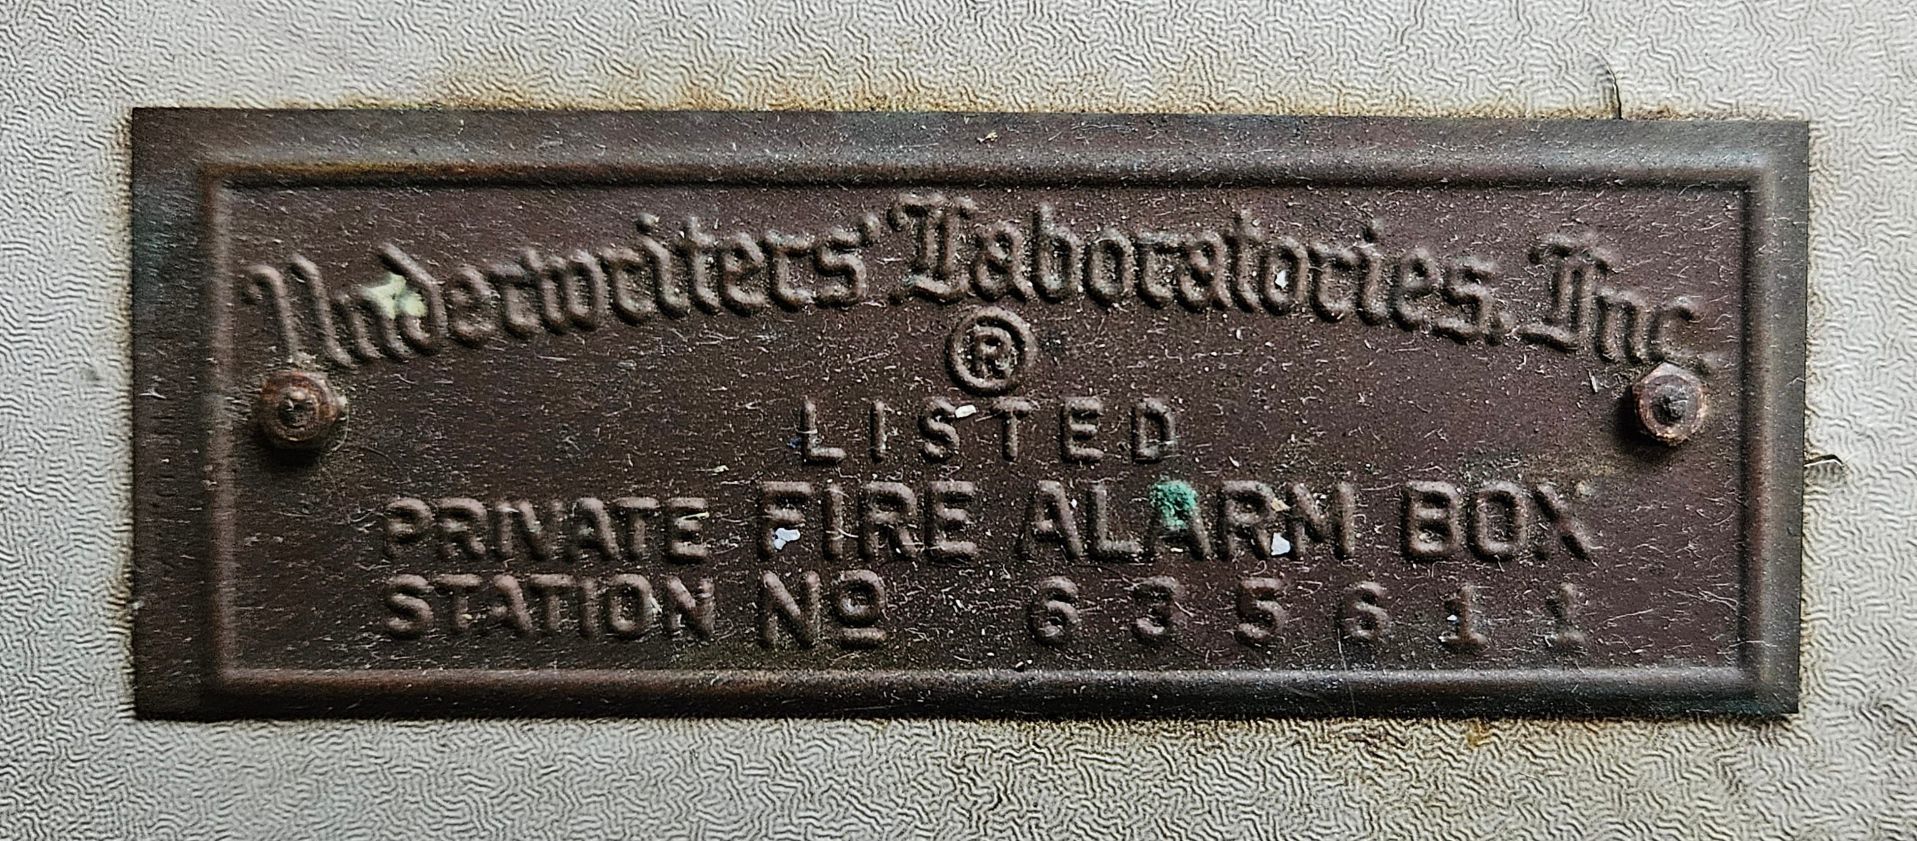 Underwriters' Laboratories, Inc.
®
LISTED
PRIVATE FIRE ALARM BOX
STATION No 635611